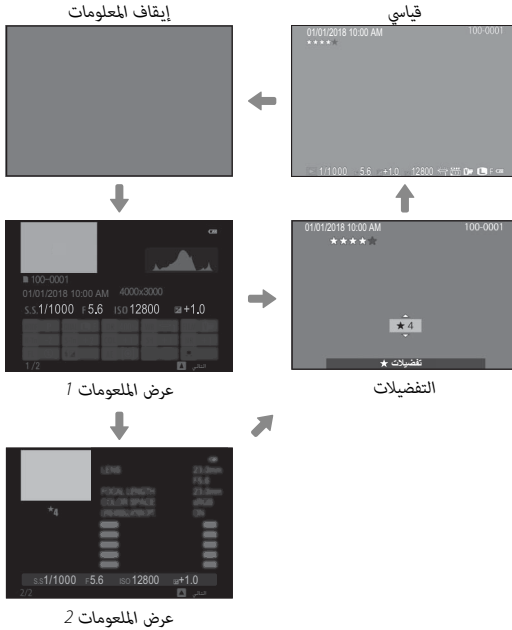 قياسي
إيقاف المعلومات
01/01/2018 10:00 AM 100-0001
★★★★★
1/1000 5.6 +1.0 12800 L F
100-0001
01/01/2018 10:00 AM 4000x3000
S.S. 1/1000 F 5.6 ISO 12800 +1.0
1/2 التالي
عرض الملعومات 1
01/01/2018 10:00 AM 100-0001
★★★★★
★ 4
تفضيلات ★
التفضيلات
LENS 23.0mm
F5.6
FOCAL LENGTH 23.0mm
COLOR SPACE sRGB
ON
★4
S.S 1/1000 F 5.6 ISO 12800 +1.0
2/2 التالي
عرض الملعومات 2